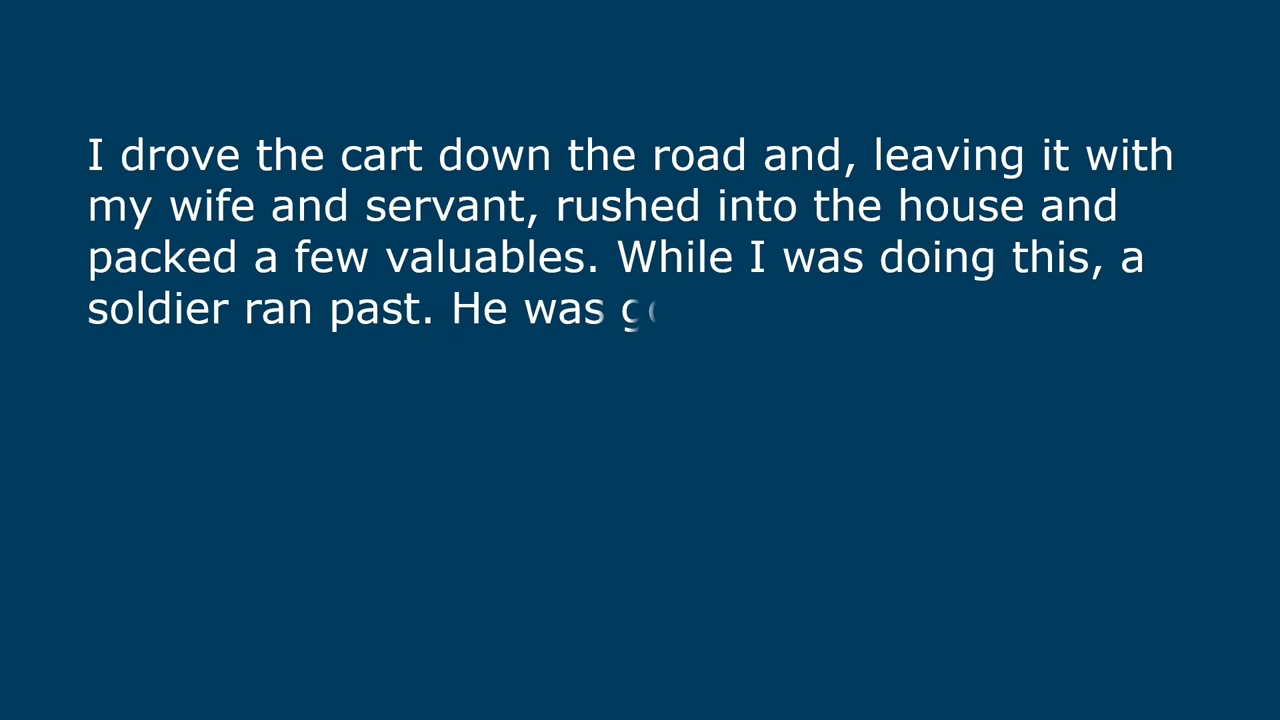 I drove the cart down the road and, leaving it with
my wife and servant, rushed into the house and
packed a few valuables. While I was doing this, a
soldier ran past. He was